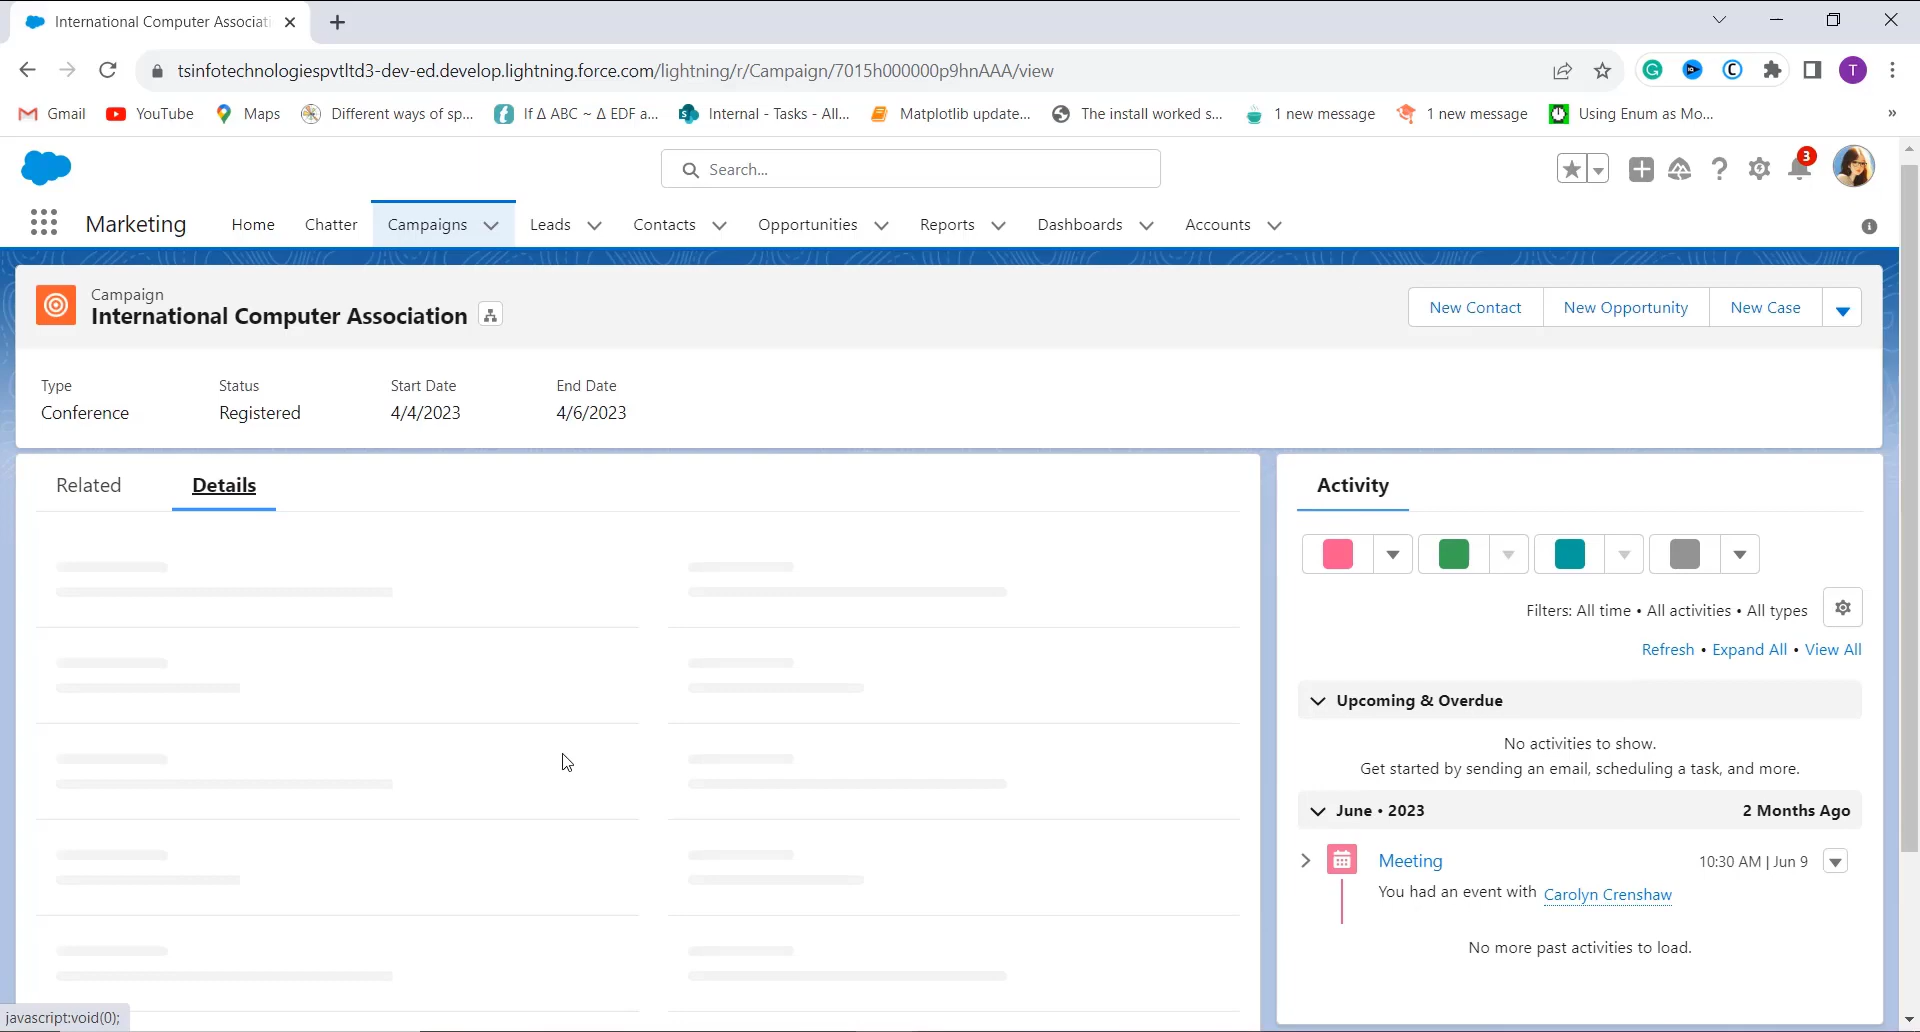 International Computer Associati
tsinfotechnologiespvtltd3-dev-ed.develop.lightning.force.com/lightning/r/Campaign/7015h000000p9hnAAA/view
T
Gmail
YouTube
Maps
Different ways of sp...
If Δ ABC ~ Δ EDF a...
Internal - Tasks - All...
Matplotlib update...
The install worked s...
1 new message
1 new message
Using Enum as Mo...
»
Search...
3
Marketing
Home
Chatter
Campaigns
Leads
Contacts
Opportunities
Reports
Dashboards
Accounts
Campaign
International Computer Association
New Contact
New Opportunity
New Case
Type
Status
Start Date
End Date
Conference
Registered
4/4/2023
4/6/2023
Related
Details
Activity
Filters: All time • All activities • All types
Refresh • Expand All • View All
Upcoming & Overdue
No activities to show.
Get started by sending an email, scheduling a task, and more.
June • 2023
2 Months Ago
Meeting
10:30 AM | Jun 9
You had an event with Carolyn Crenshaw
No more past activities to load.
javascript:void(0);